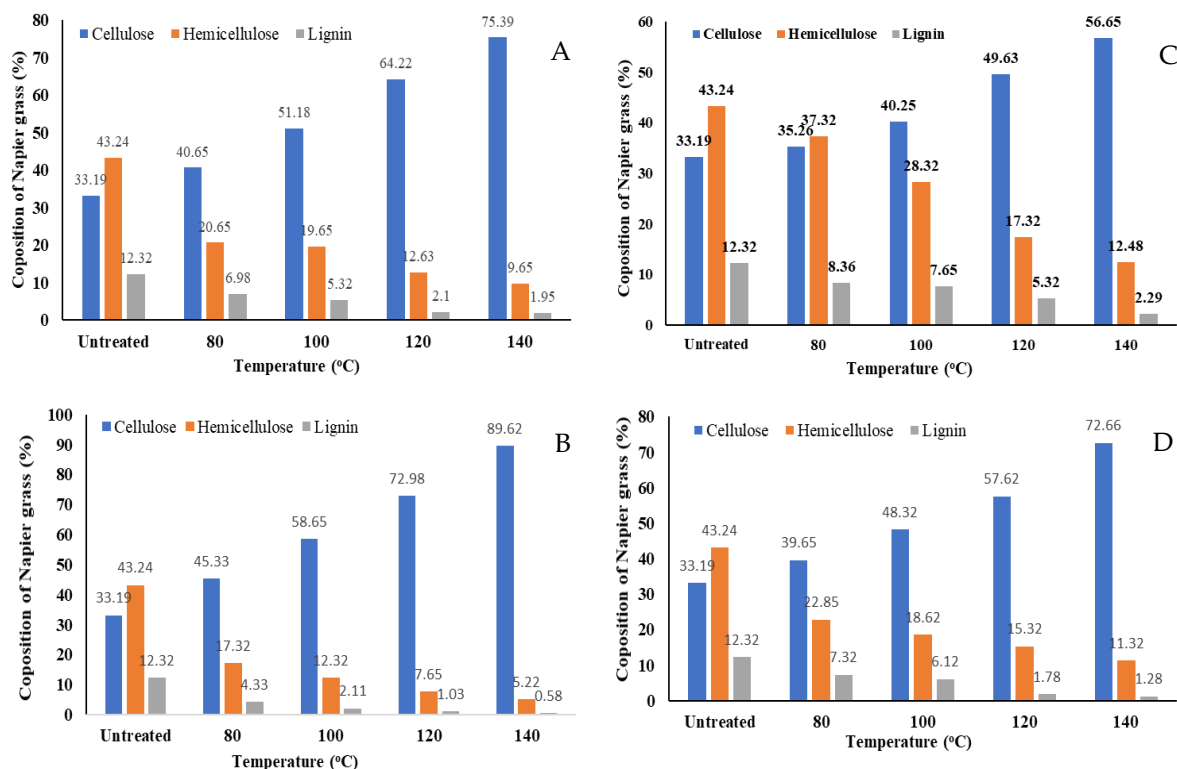 A
Cellulose Hemicellulose Lignin
Coposition of Napier grass (%)
80
70
60
50
40
30
20
10
0
33.19 43.24 12.32
40.65 20.65 6.98
51.18 19.65 5.32
64.22 12.63 2.1
75.39 9.65 1.95
Untreated 80 100 120 140
Temperature (oC)
C
Cellulose Hemicellulose Lignin
Coposition of Napier grass (%)
60
50
40
30
20
10
0
33.19 43.24 12.32
35.26 37.32 8.36
40.25 28.32 7.65
49.63 17.32 5.32
56.65 12.48 2.29
Untreated 80 100 120 140
Temperature (oC)
B
Cellulose Hemicellulose Lignin
Coposition of Napier grass (%)
100
90
80
70
60
50
40
30
20
10
0
33.19 43.24 12.32
45.33 17.32 4.33
58.65 12.32 2.11
72.98 7.65 1.03
89.62 5.22 0.58
Untreated 80 100 120 140
Temperature (oC)
D
Cellulose Hemicellulose Lignin
Coposition of Napier grass (%)
80
70
60
50
40
30
20
10
0
33.19 43.24 12.32
39.65 22.85 7.32
48.32 18.62 6.12
57.62 15.32 1.78
72.66 11.32 1.28
Untreated 80 100 120 140
Temperature (oC)